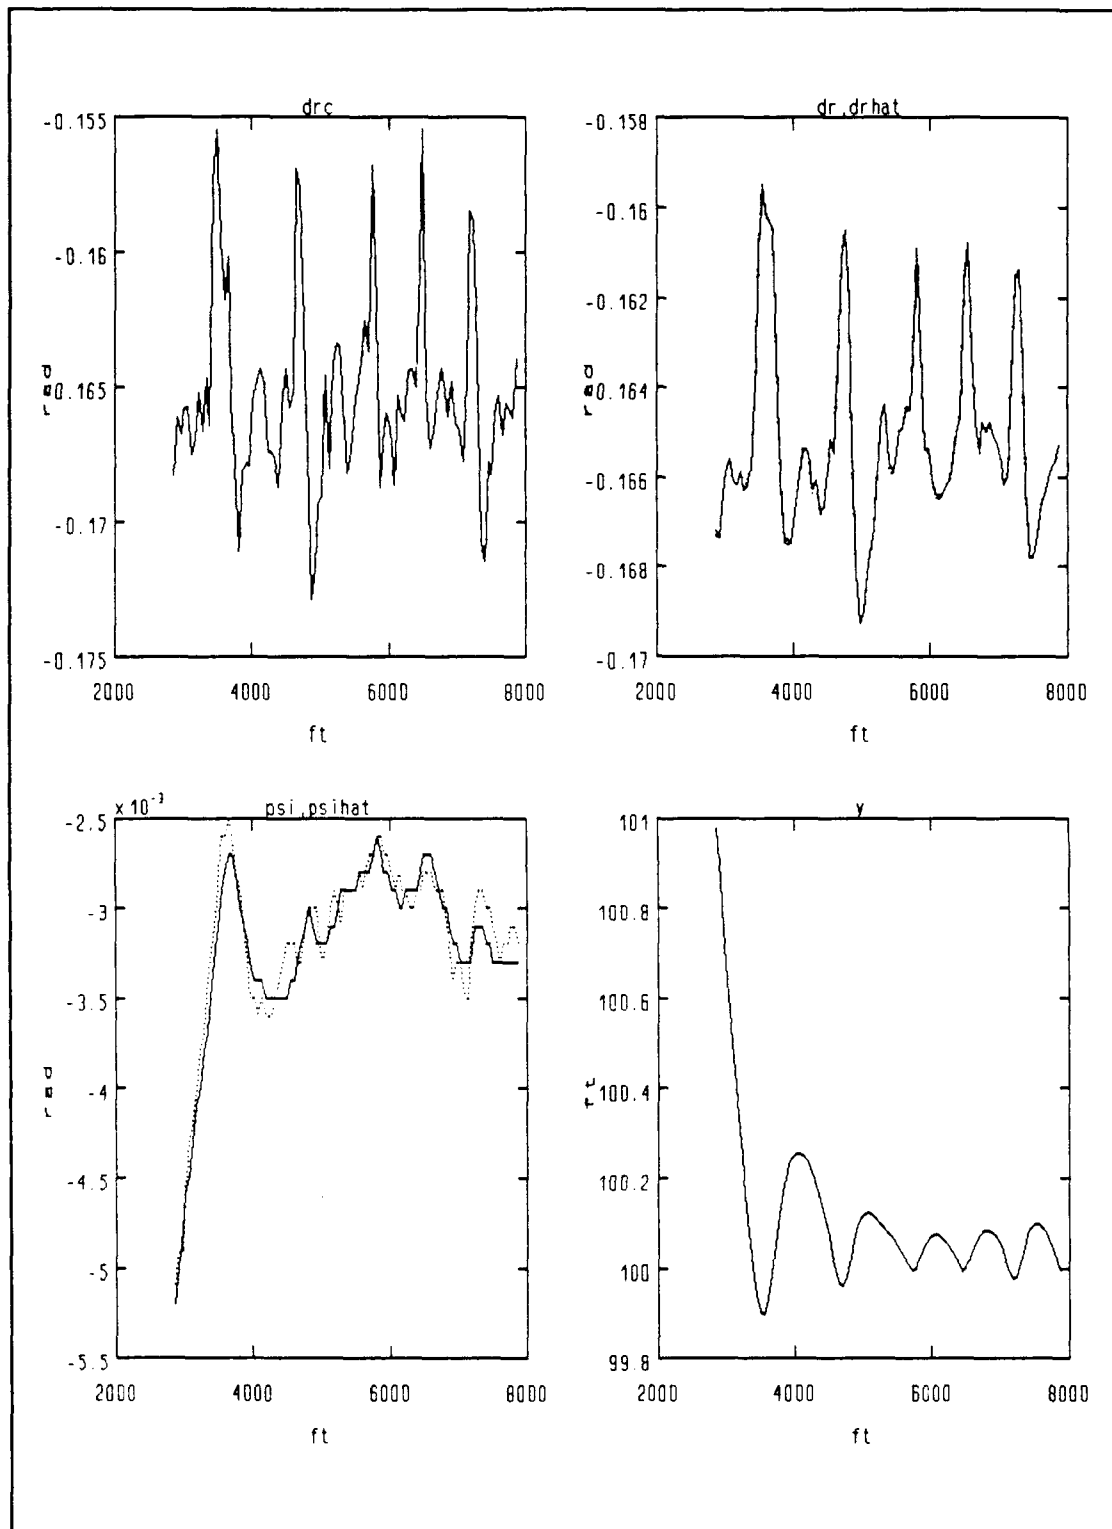 drc
-0.155
-0.16
-0.165
-0.17
-0.175
rad
2000 4000 6000 8000
ft
dr,drhat
-0.158
-0.16
-0.162
-0.164
-0.166
-0.168
-0.17
rad
2000 4000 6000 8000
ft
x10⁻³
psi,psihat
-2.5
-3
-3.5
-4
-4.5
-5
-5.5
rad
2000 4000 6000 8000
ft
y
101
100.8
100.6
100.4
100.2
100
99.8
ft
2000 4000 6000 8000
ft